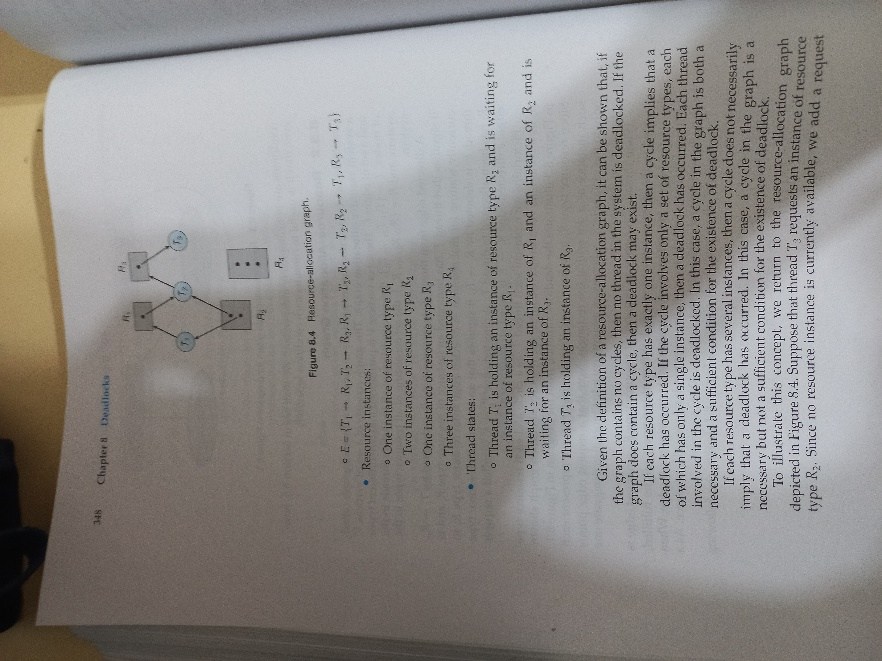 348 Chapter 8 Deadlocks
R₁ R₃
T₁ T₂ T₃
R₂
R₄
Figure 8.4 Resource-allocation graph.
◦ E = {T₁ → R₁, T₂ → R₃, R₁ → T₂, R₂ → T₂, R₂ → T₁, R₃ → T₃}
• Resource instances:
◦ One instance of resource type R₁
◦ Two instances of resource type R₂
◦ One instance of resource type R₃
◦ Three instances of resource type R₄
• Thread states:
◦ Thread T₁ is holding an instance of resource type R₂ and is waiting for
an instance of resource type R₁.
◦ Thread T₂ is holding an instance of R₁ and an instance of R₂ and is
waiting for an instance of R₃.
◦ Thread T₃ is holding an instance of R₃.
Given the definition of a resource-allocation graph, it can be shown that, if
the graph contains no cycles, then no thread in the system is deadlocked. If the
graph does contain a cycle, then a deadlock may exist.
If each resource type has exactly one instance, then a cycle implies that a
deadlock has occurred. If the cycle involves only a set of resource types, each
of which has only a single instance, then a deadlock has occurred. Each thread
involved in the cycle is deadlocked. In this case, a cycle in the graph is both a
necessary and a sufficient condition for the existence of deadlock.
If each resource type has several instances, then a cycle does not necessarily
imply that a deadlock has occurred. In this case, a cycle in the graph is a
necessary but not a sufficient condition for the existence of deadlock.
To illustrate this concept, we return to the resource-allocation graph
depicted in Figure 8.4. Suppose that thread T₃ requests an instance of resource
type R₂. Since no resource instance is currently available, we add a request